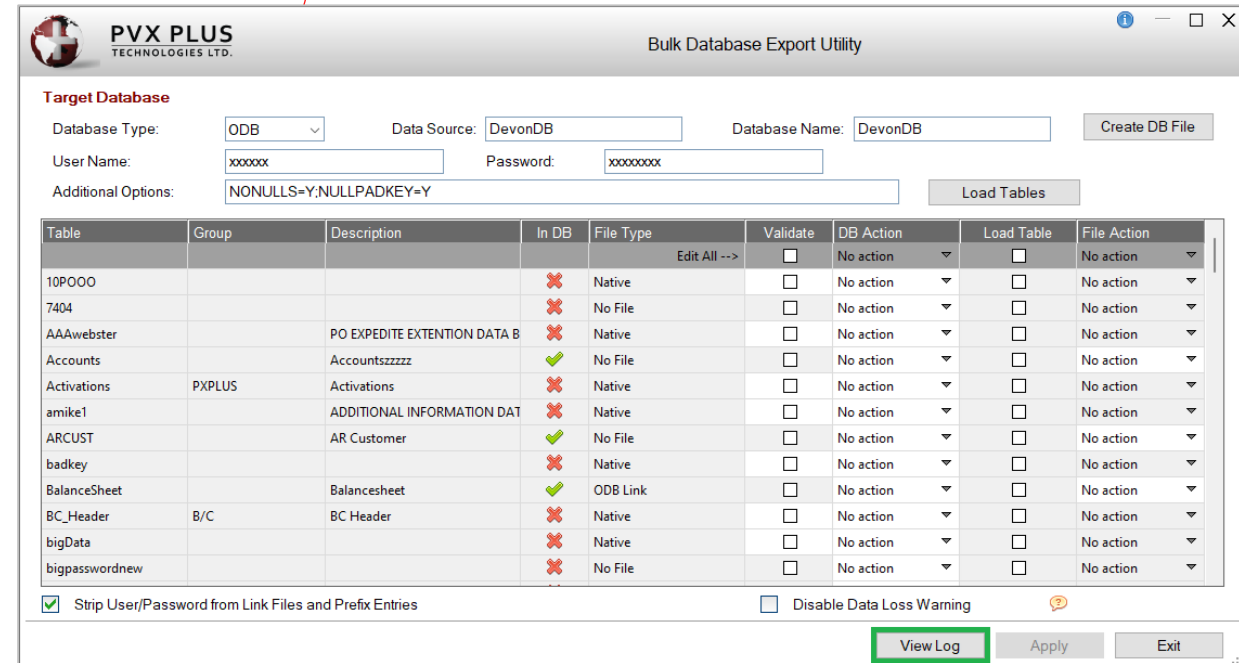 PVX PLUS
TECHNOLOGIES LTD.
Bulk Database Export Utility
Target Database
Database Type: ODB Data Source: DevonDB Database Name: DevonDB Create DB File
User Name: xxxxxx Password: xxxxxxxx
Additional Options: NONULLS=Y;NULLPADKEY=Y Load Tables
Table Group Description In DB File Type Validate DB Action Load Table File Action
Edit All --> No action No action
10POOO Native No action No action
7404 No File No action No action
AAAwebster PO EXPEDITE EXTENTION DATA B Native No action No action
Accounts Accountszzzzz No File No action No action
Activations PXPLUS Activations Native No action No action
amike1 ADDITIONAL INFORMATION DAT Native No action No action
ARCUST AR Customer No File No action No action
badkey Native No action No action
BalanceSheet Balancesheet ODB Link No action No action
BC_Header B/C BC Header Native No action No action
bigData Native No action No action
bigpasswordnew No File No action No action
Strip User/Password from Link Files and Prefix Entries Disable Data Loss Warning
View Log Apply Exit